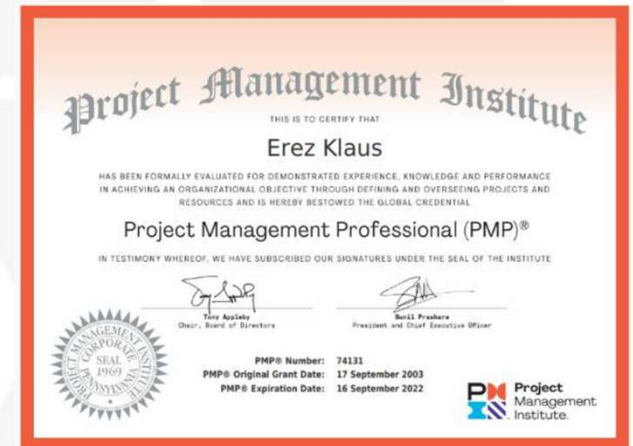 Project Management Institute
THIS IS TO CERTIFY THAT
Erez Klaus
HAS BEEN FORMALLY EVALUATED FOR DEMONSTRATED EXPERIENCE, KNOWLEDGE AND PERFORMANCE
IN ACHIEVING AN ORGANIZATIONAL OBJECTIVE THROUGH DEFINING AND OVERSEEING PROJECTS AND
RESOURCES AND IS HEREBY BESTOWED THE GLOBAL CREDENTIAL
Project Management Professional (PMP)®
IN TESTIMONY WHEREOF, WE HAVE SUBSCRIBED OUR SIGNATURES UNDER THE SEAL OF THE INSTITUTE
Tony Appleby
Chair, Board of Directors
Sunil Prashara
President and Chief Executive Officer
PROJECT MANAGEMENT INSTITUTE
PENNSYLVANIA
CORPORATE
SEAL
1969
PMP® Number: 74131
PMP® Original Grant Date: 17 September 2003
PMP® Expiration Date: 16 September 2022
Project
Management
Institute.